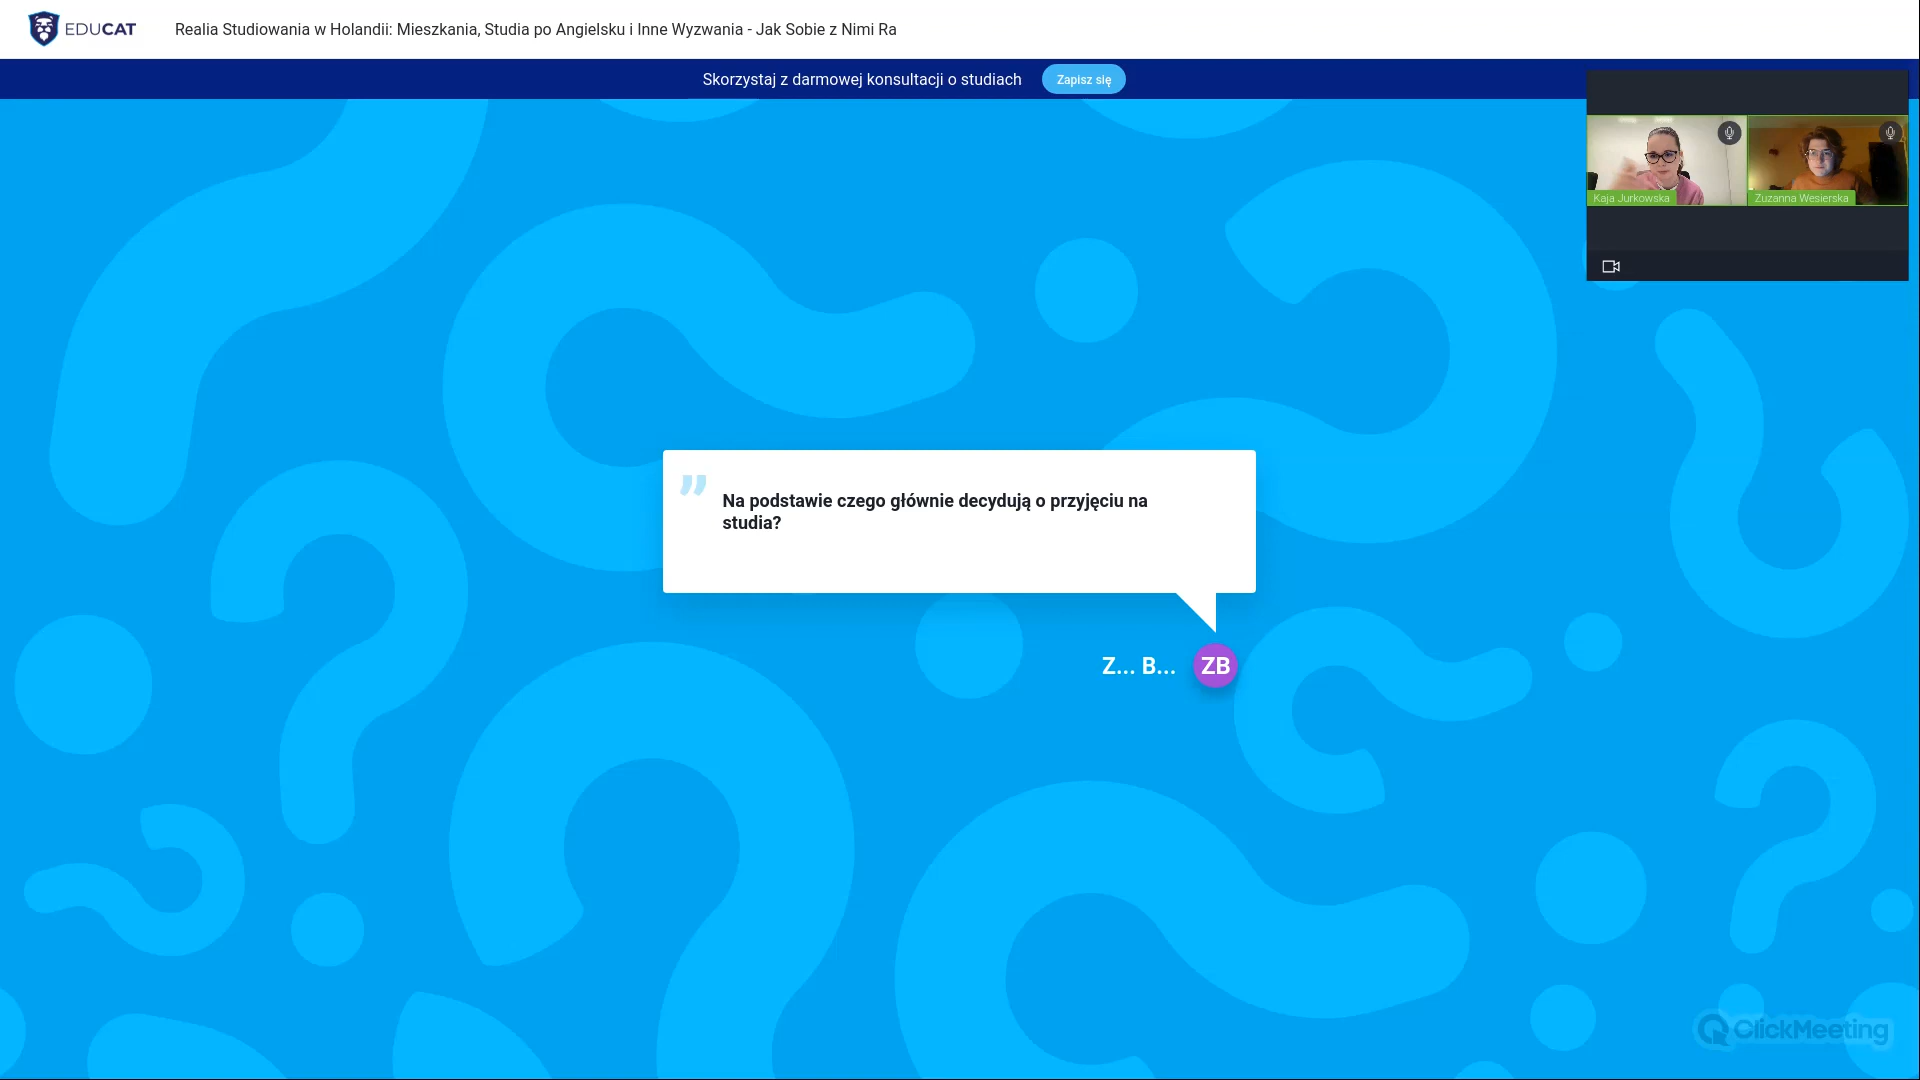 EDUCAT
Realia Studiowania w Holandii: Mieszkania, Studia po Angielsku i Inne Wyzwania - Jak Sobie z Nimi Ra
Skorzystaj z darmowej konsultacji o studiach
Zapisz się
Kaja Jurkowska
Zuzanna Wesierska
Na podstawie czego głównie decydują o przyjęciu na
studia?
Z... B...
ZB
ClickMeeting